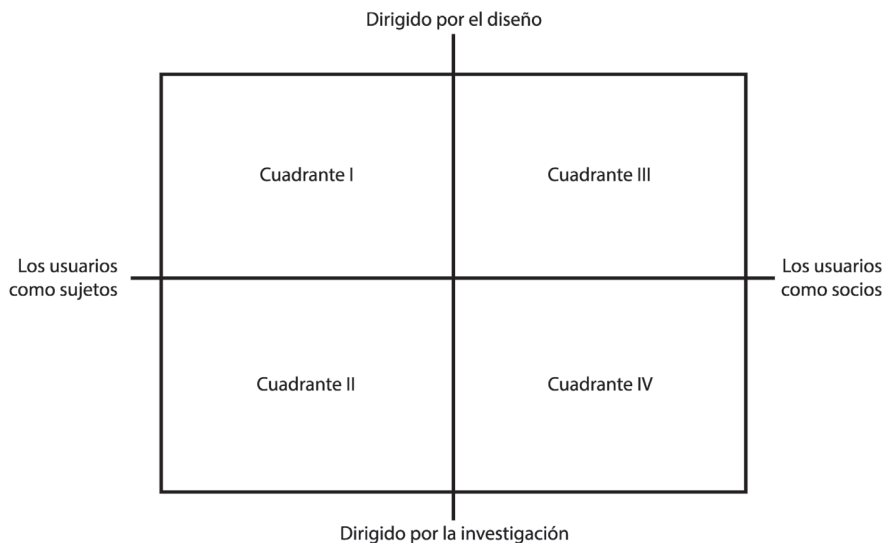 Dirigido por el diseño
Cuadrante I
Cuadrante III
Los usuarios
como sujetos
Los usuarios
como socios
Cuadrante II
Cuadrante IV
Dirigido por la investigación